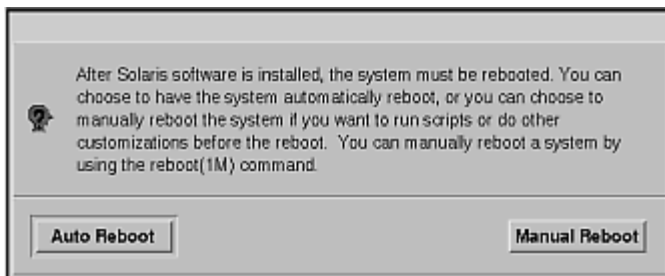 After Solaris software is installed, the system must be rebooted. You can
choose to have the system automatically reboot, or you can choose to
manually reboot the system if you want to run scripts or do other
customizations before the reboot. You can manually reboot a system by
using the reboot(1M) command.
Auto Reboot
Manual Reboot